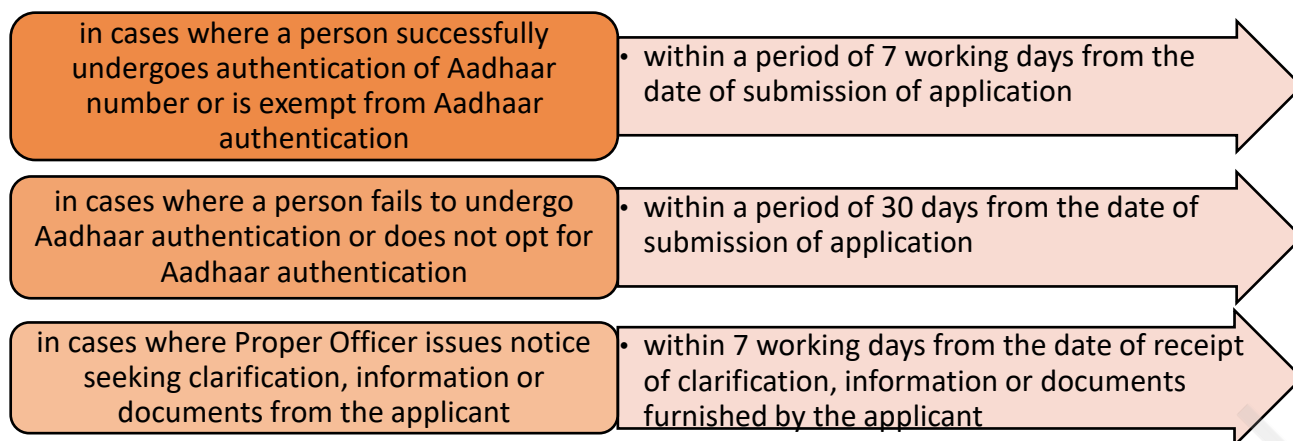 in cases where a person successfully
undergoes authentication of Aadhaar
number or is exempt from Aadhaar
authentication
• within a period of 7 working days from the
date of submission of application
in cases where a person fails to undergo
Aadhaar authentication or does not opt for
Aadhaar authentication
• within a period of 30 days from the date of
submission of application
in cases where Proper Officer issues notice
seeking clarification, information or
documents from the applicant
• within 7 working days from the date of receipt
of clarification, information or documents
furnished by the applicant